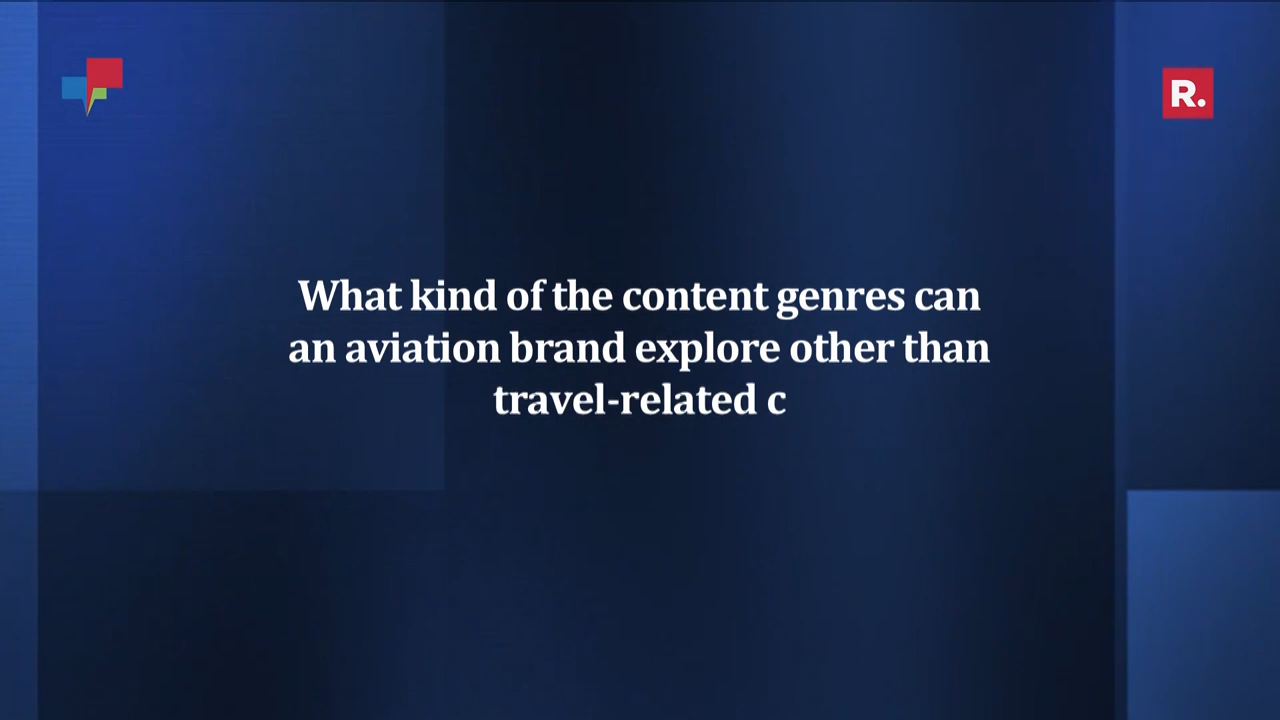 R.
What kind of the content genres can
an aviation brand explore other than
travel-related c